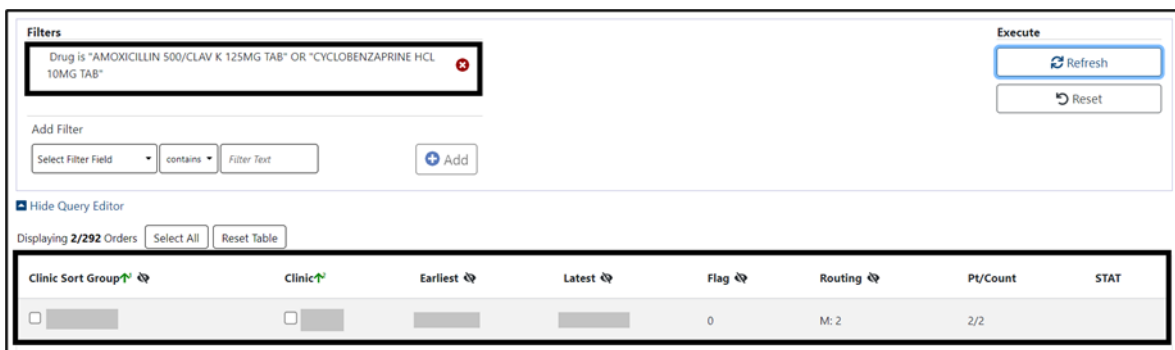 Filters
Execute
Drug is "AMOXICILLIN 500/CLAV K 125MG TAB" OR "CYCLOBENZAPRINE HCL
10MG TAB"
Refresh
Reset
Add Filter
Select Filter Field contains Filter Text Add
Hide Query Editor
Displaying 2/292 Orders Select All Reset Table
Clinic Sort Group↑1 Clinic↑2 Earliest Latest Flag Routing Pt/Count STAT
0 M: 2 2/2